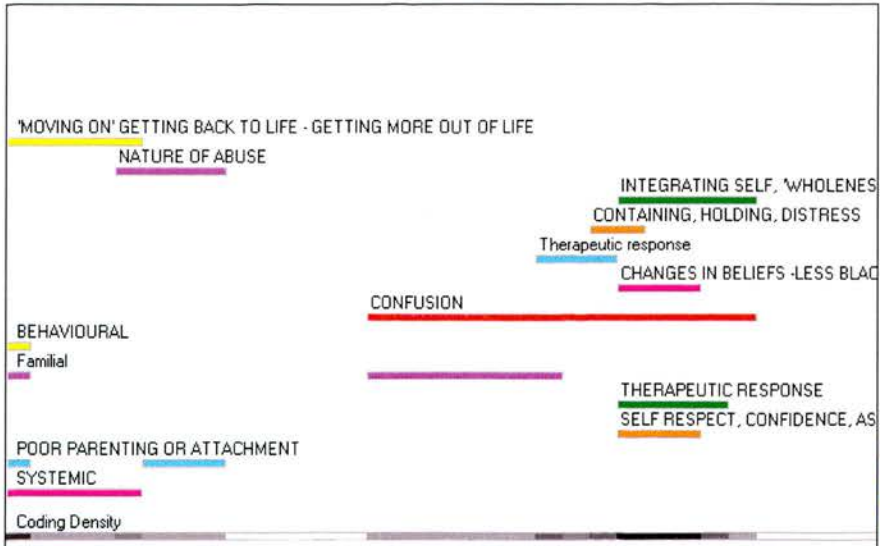 'MOVING ON' GETTING BACK TO LIFE - GETTING MORE OUT OF LIFE
NATURE OF ABUSE
INTEGRATING SELF, 'WHOLENES
CONTAINING, HOLDING, DISTRESS
Therapeutic response
CHANGES IN BELIEFS -LESS BLAC
CONFUSION
BEHAVIOURAL
Familial
THERAPEUTIC RESPONSE
SELF RESPECT, CONFIDENCE, AS
POOR PARENTING OR ATTACHMENT
SYSTEMIC
Coding Density